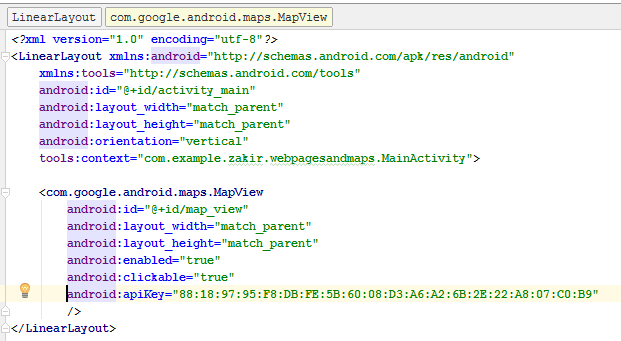 LinearLayout com.google.android.maps.MapView
<?xml version="1.0" encoding="utf-8"?>
<LinearLayout xmlns:android="http://schemas.android.com/apk/res/android"
    xmlns:tools="http://schemas.android.com/tools"
    android:id="@+id/activity_main"
    android:layout_width="match_parent"
    android:layout_height="match_parent"
    android:orientation="vertical"
    tools:context="com.example.zakir.webpagesandmaps.MainActivity">

    <com.google.android.maps.MapView
        android:id="@+id/map_view"
        android:layout_width="match_parent"
        android:layout_height="match_parent"
        android:enabled="true"
        android:clickable="true"
        android:apiKey="88:18:97:95:F8:DB:FE:5B:60:08:D3:A6:A2:6B:2E:22:A8:07:C0:B9"
        />
</LinearLayout>